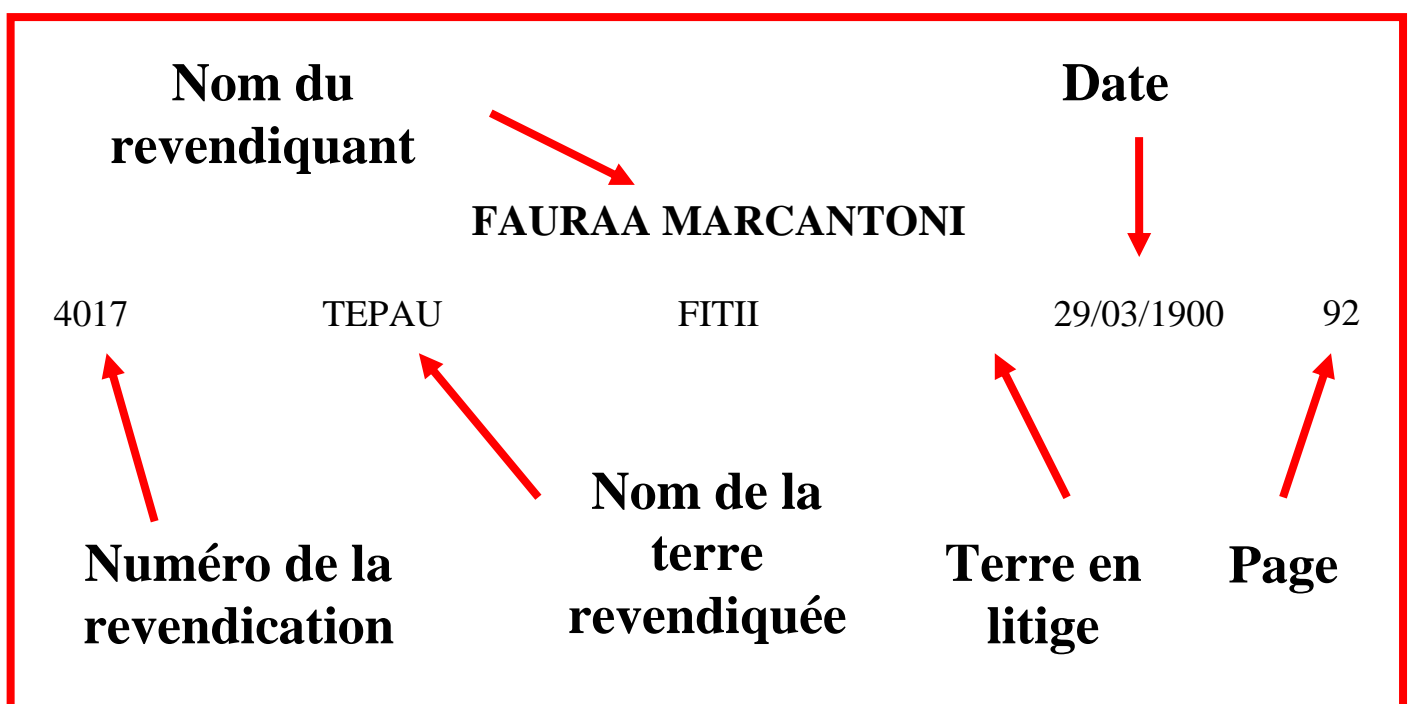 Nom du
revendiquant
Date
FAURAA MARCANTONI
4017 TEPAU FITII 29/03/1900 92
Numéro de la
revendication
Nom de la
terre
revendiquée
Terre en
litige
Page